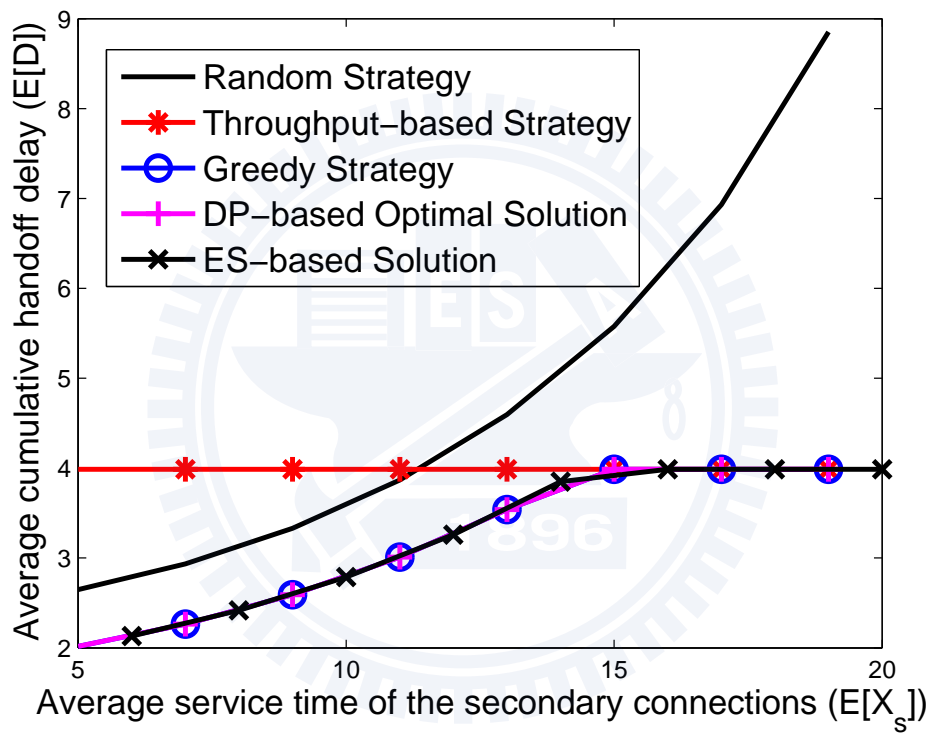 9
8
7
6
5
4
3
2
5
10
15
20
Average cumulative handoff delay (E[D])
Random Strategy
Throughput−based Strategy
Greedy Strategy
DP−based Optimal Solution
ES−based Solution
E S A
1896
Average service time of the secondary connections (E[X_s])